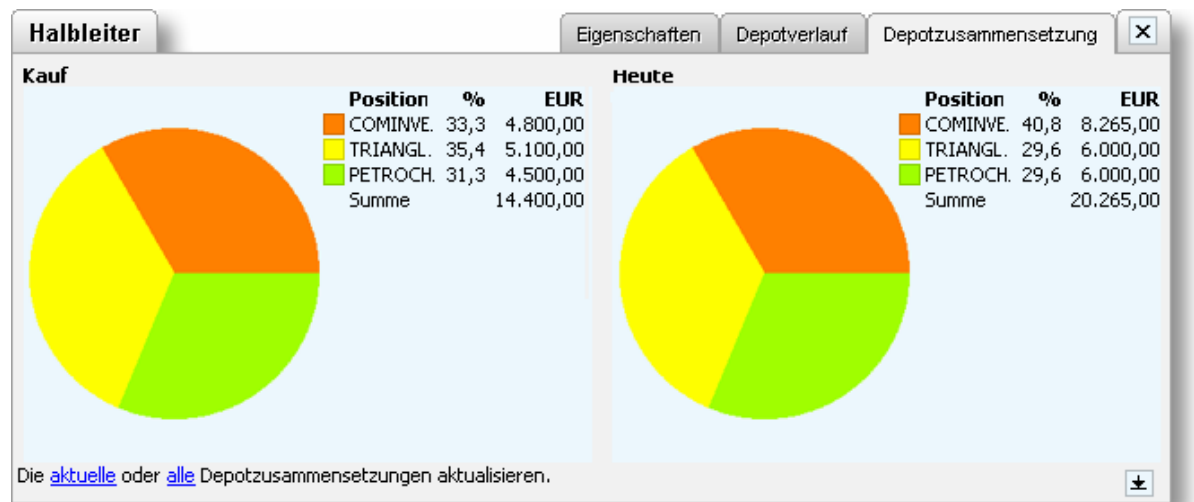 Halbleiter
Eigenschaften
Depotverlauf
Depotzusammensetzung
Kauf
Position % EUR
COMINVE. 33,3 4.800,00
TRIANGL. 35,4 5.100,00
PETROCH. 31,3 4.500,00
Summe 14.400,00
Heute
Position % EUR
COMINVE. 40,8 8.265,00
TRIANGL. 29,6 6.000,00
PETROCH. 29,6 6.000,00
Summe 20.265,00
Die aktuelle oder alle Depotzusammensetzungen aktualisieren.